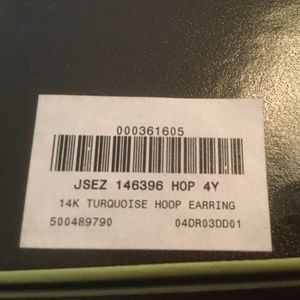 000361605
JSEZ 146396 HOP 4Y
14K TURQUOISE HOOP EARRING
500489790 04DR03DD01